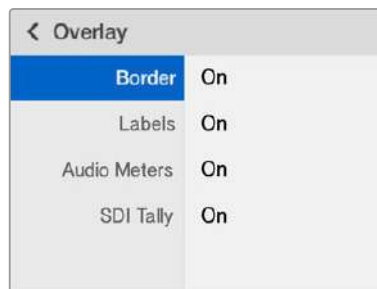 Overlay
Border On
Labels On
Audio Meters On
SDI Tally On